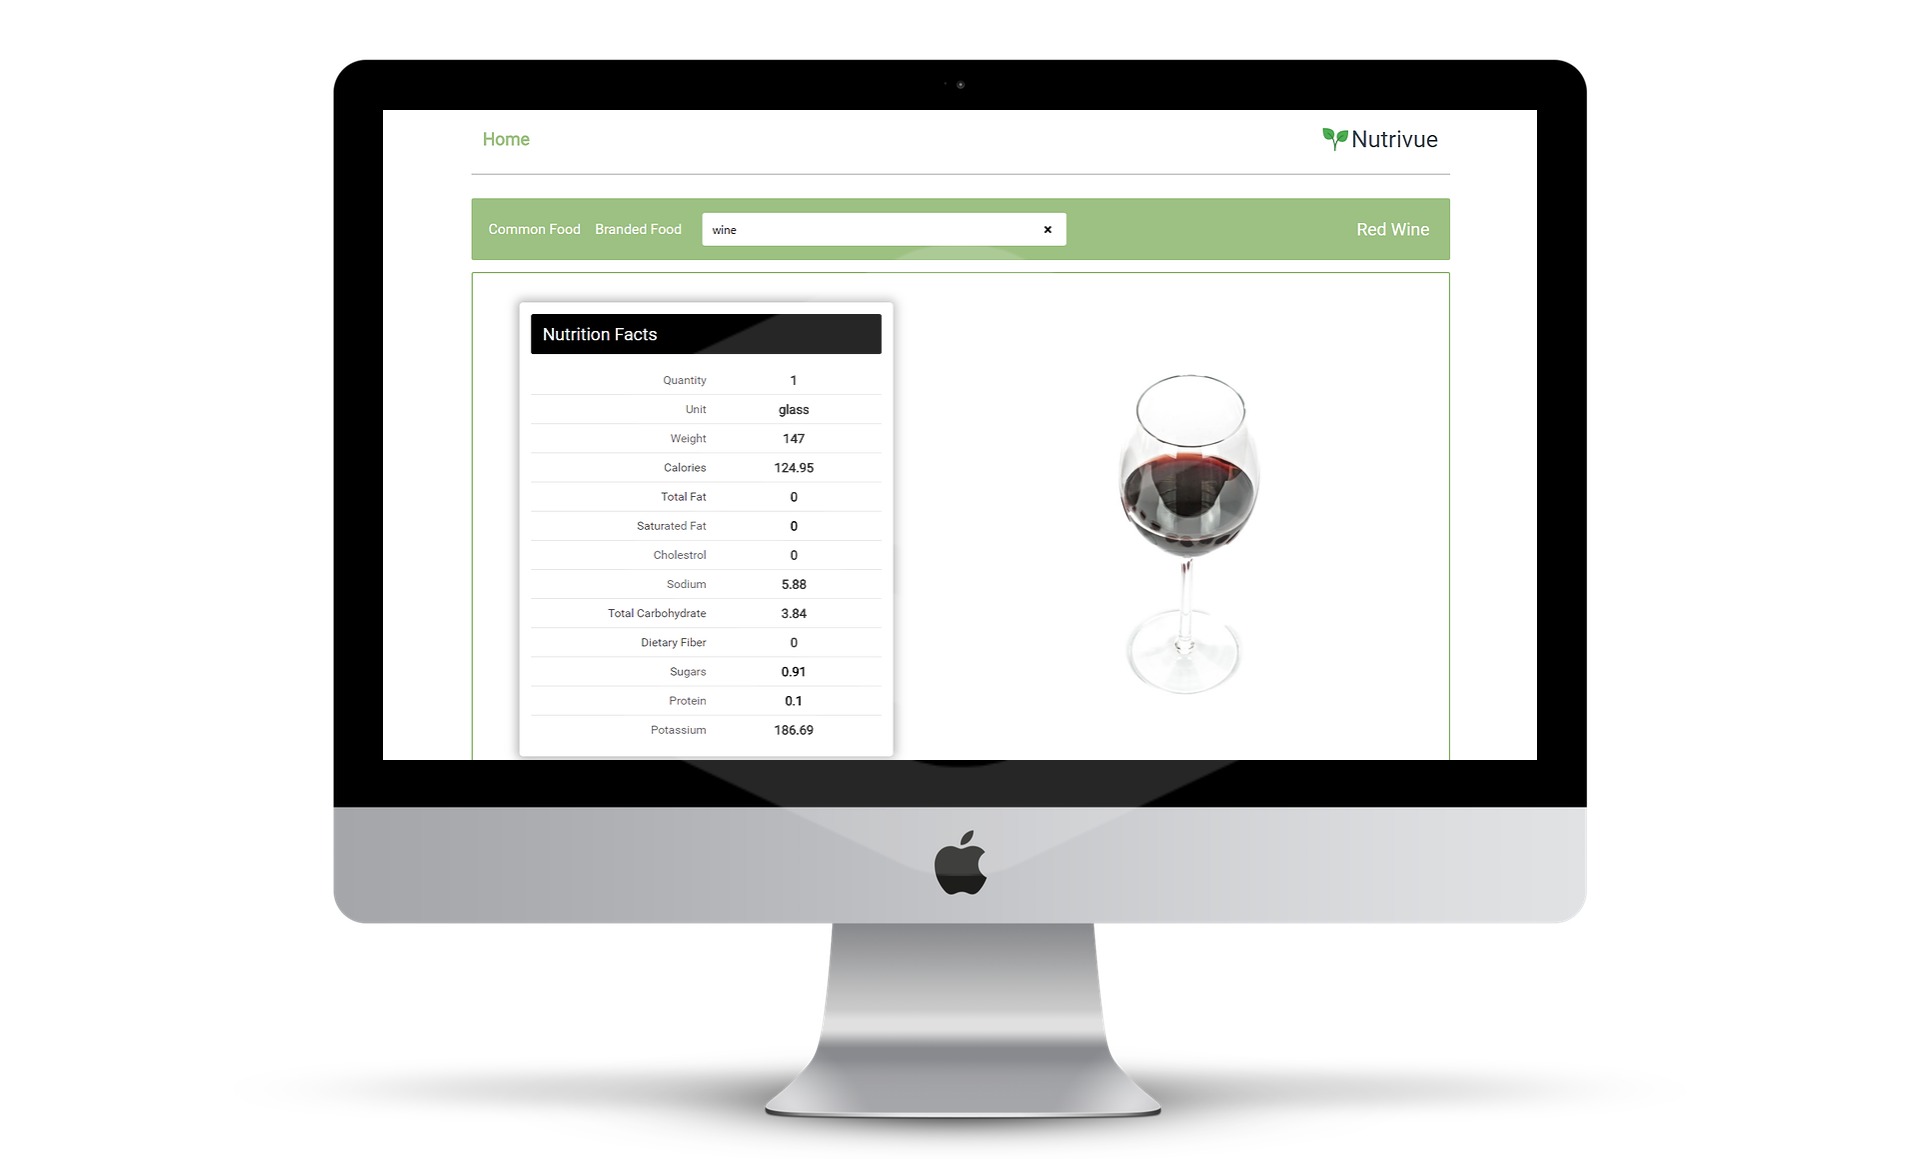 Home
Nutrivue
Common Food Branded Food wine × Red Wine
Nutrition Facts
Quantity 1
Unit glass
Weight 147
Calories 124.95
Total Fat 0
Saturated Fat 0
Cholestrol 0
Sodium 5.88
Total Carbohydrate 3.84
Dietary Fiber 0
Sugars 0.91
Protein 0.1
Potassium 186.69